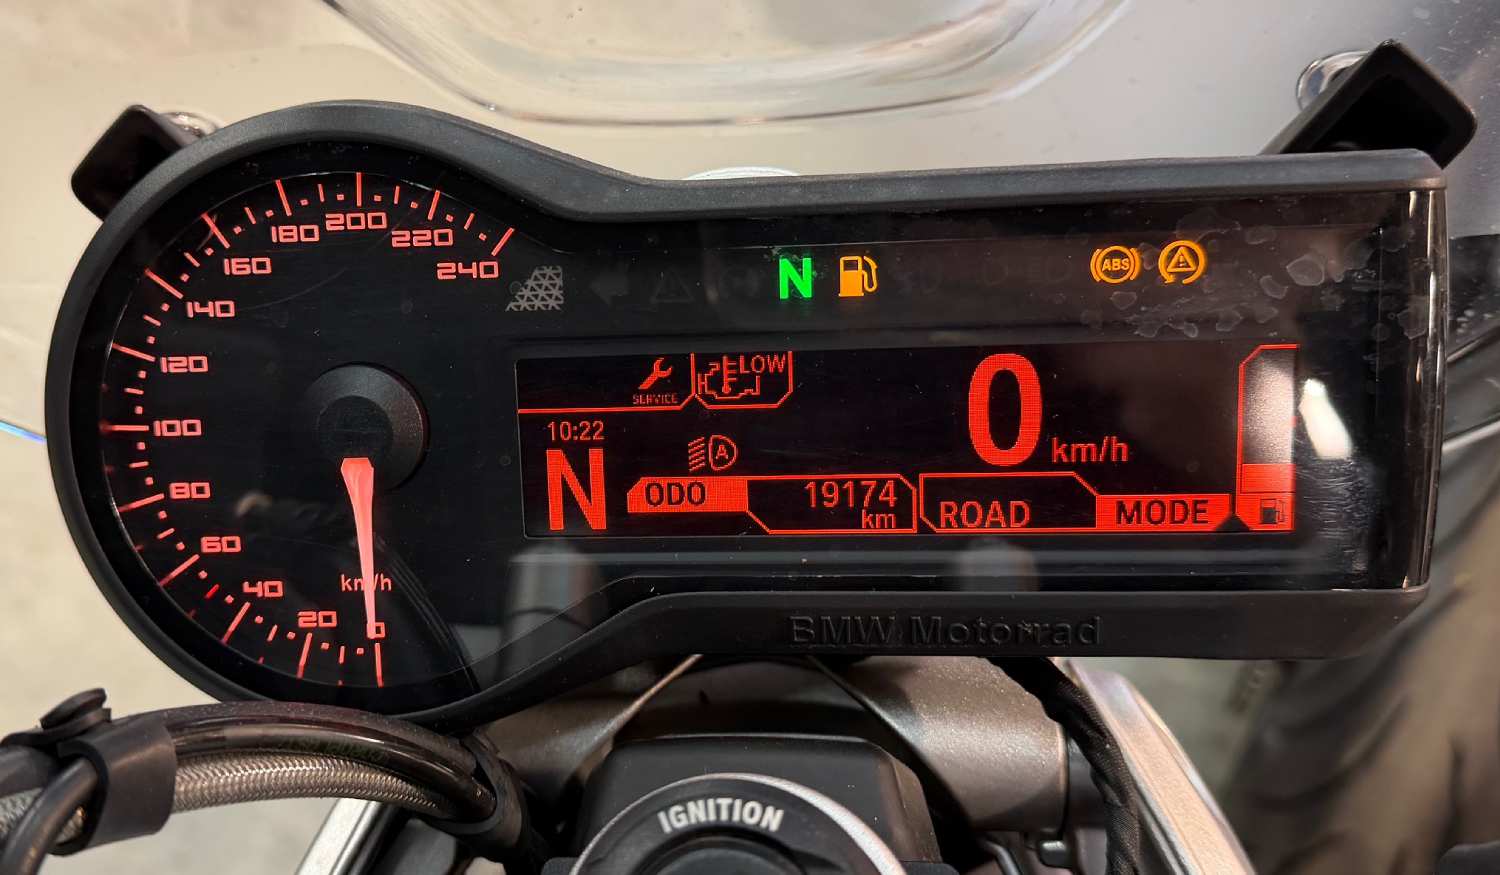 240
220
200
180
160
140
120
100
80
60
40
20
0
km/h
N
ABS
SERVICE
LOW
10:22
N
A
ODO
19174
km
0 km/h
ROAD
MODE
BMW Motorrad
IGNITION